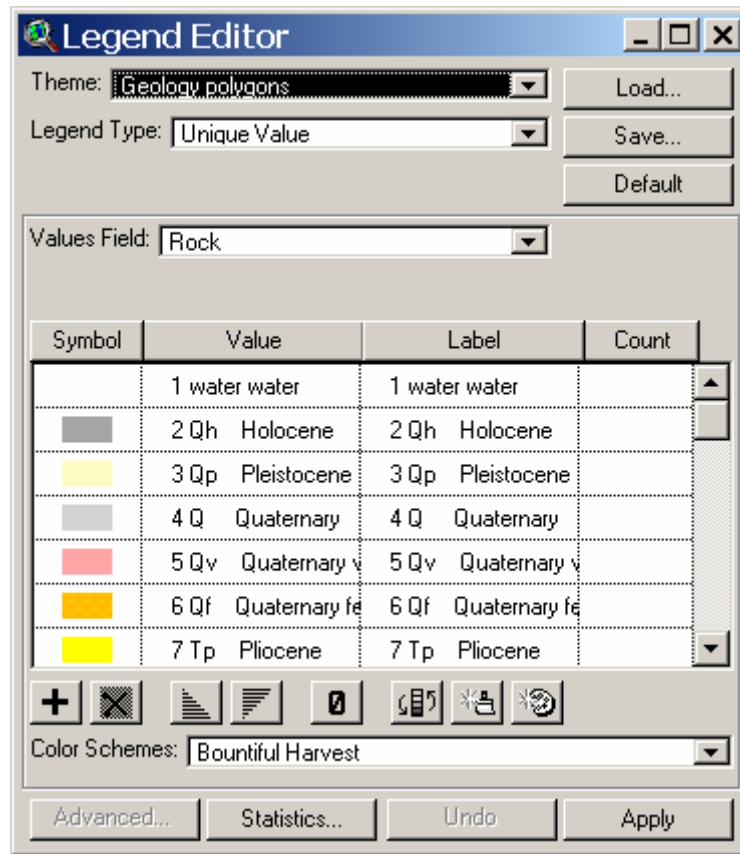 Legend Editor
Theme: Geology polygons
Load...
Legend Type: Unique Value
Save...
Default
Values Field: Rock
Symbol Value Label Count
1 water water 1 water water
2 Qh Holocene 2 Qh Holocene
3 Qp Pleistocene 3 Qp Pleistocene
4 Q Quaternary 4 Q Quaternary
5 Qv Quaternary v 5 Qv Quaternary v
6 Qf Quaternary fe 6 Qf Quaternary fe
7 Tp Pliocene 7 Tp Pliocene
0
Color Schemes: Bountiful Harvest
Advanced... Statistics... Undo Apply